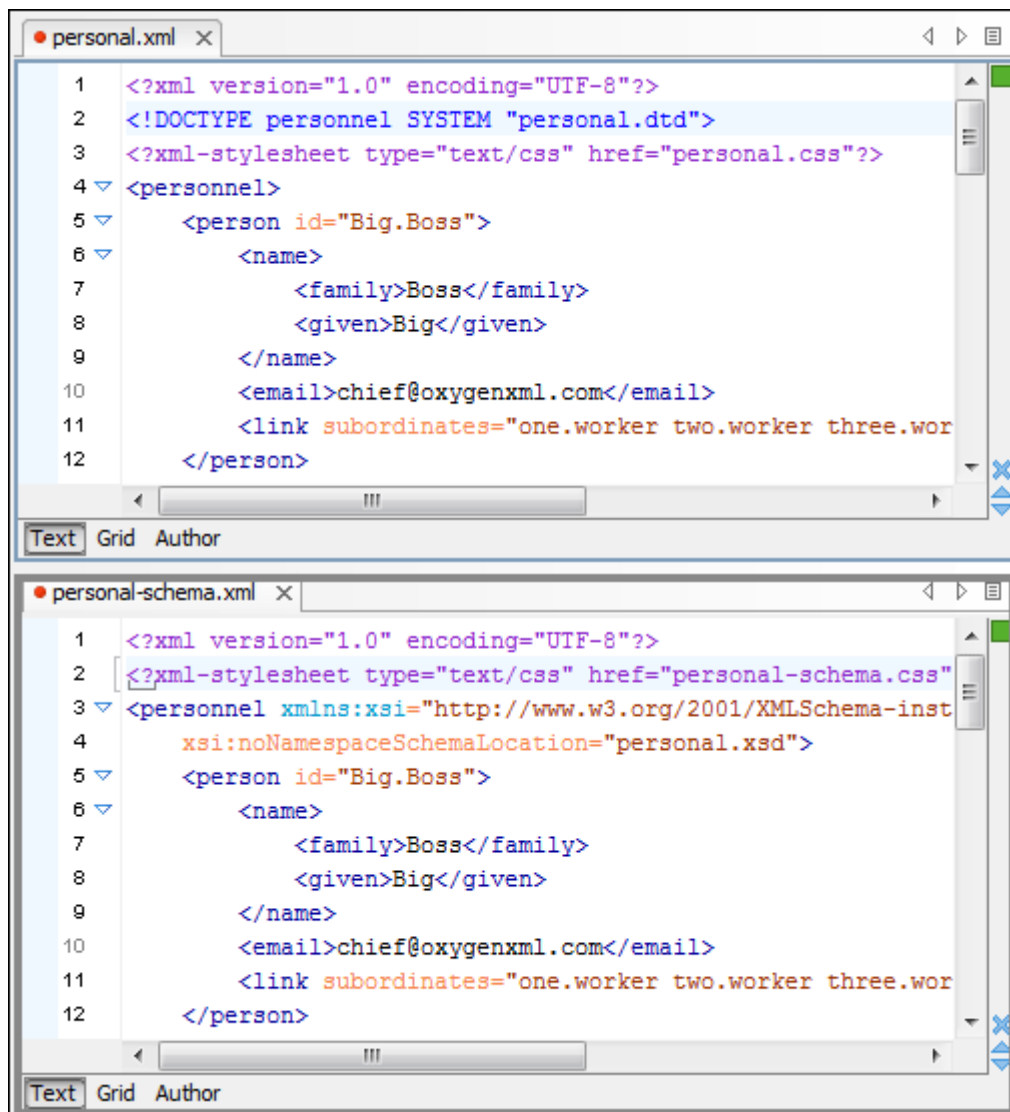 personal.xml
1 <?xml version="1.0" encoding="UTF-8"?>
2 <!DOCTYPE personnel SYSTEM "personal.dtd">
3 <?xml-stylesheet type="text/css" href="personal.css"?>
4 <personnel>
5 <person id="Big.Boss">
6 <name>
7 <family>Boss</family>
8 <given>Big</given>
9 </name>
10 <email>chief@oxygenxml.com</email>
11 <link subordinates="one.worker two.worker three.wor
12 </person>
Text Grid Author
personal-schema.xml
1 <?xml version="1.0" encoding="UTF-8"?>
2 <?xml-stylesheet type="text/css" href="personal-schema.css"
3 <personnel xmlns:xsi="http://www.w3.org/2001/XMLSchema-inst
4 xsi:noNamespaceSchemaLocation="personal.xsd">
5 <person id="Big.Boss">
6 <name>
7 <family>Boss</family>
8 <given>Big</given>
9 </name>
10 <email>chief@oxygenxml.com</email>
11 <link subordinates="one.worker two.worker three.wor
12 </person>
Text Grid Author